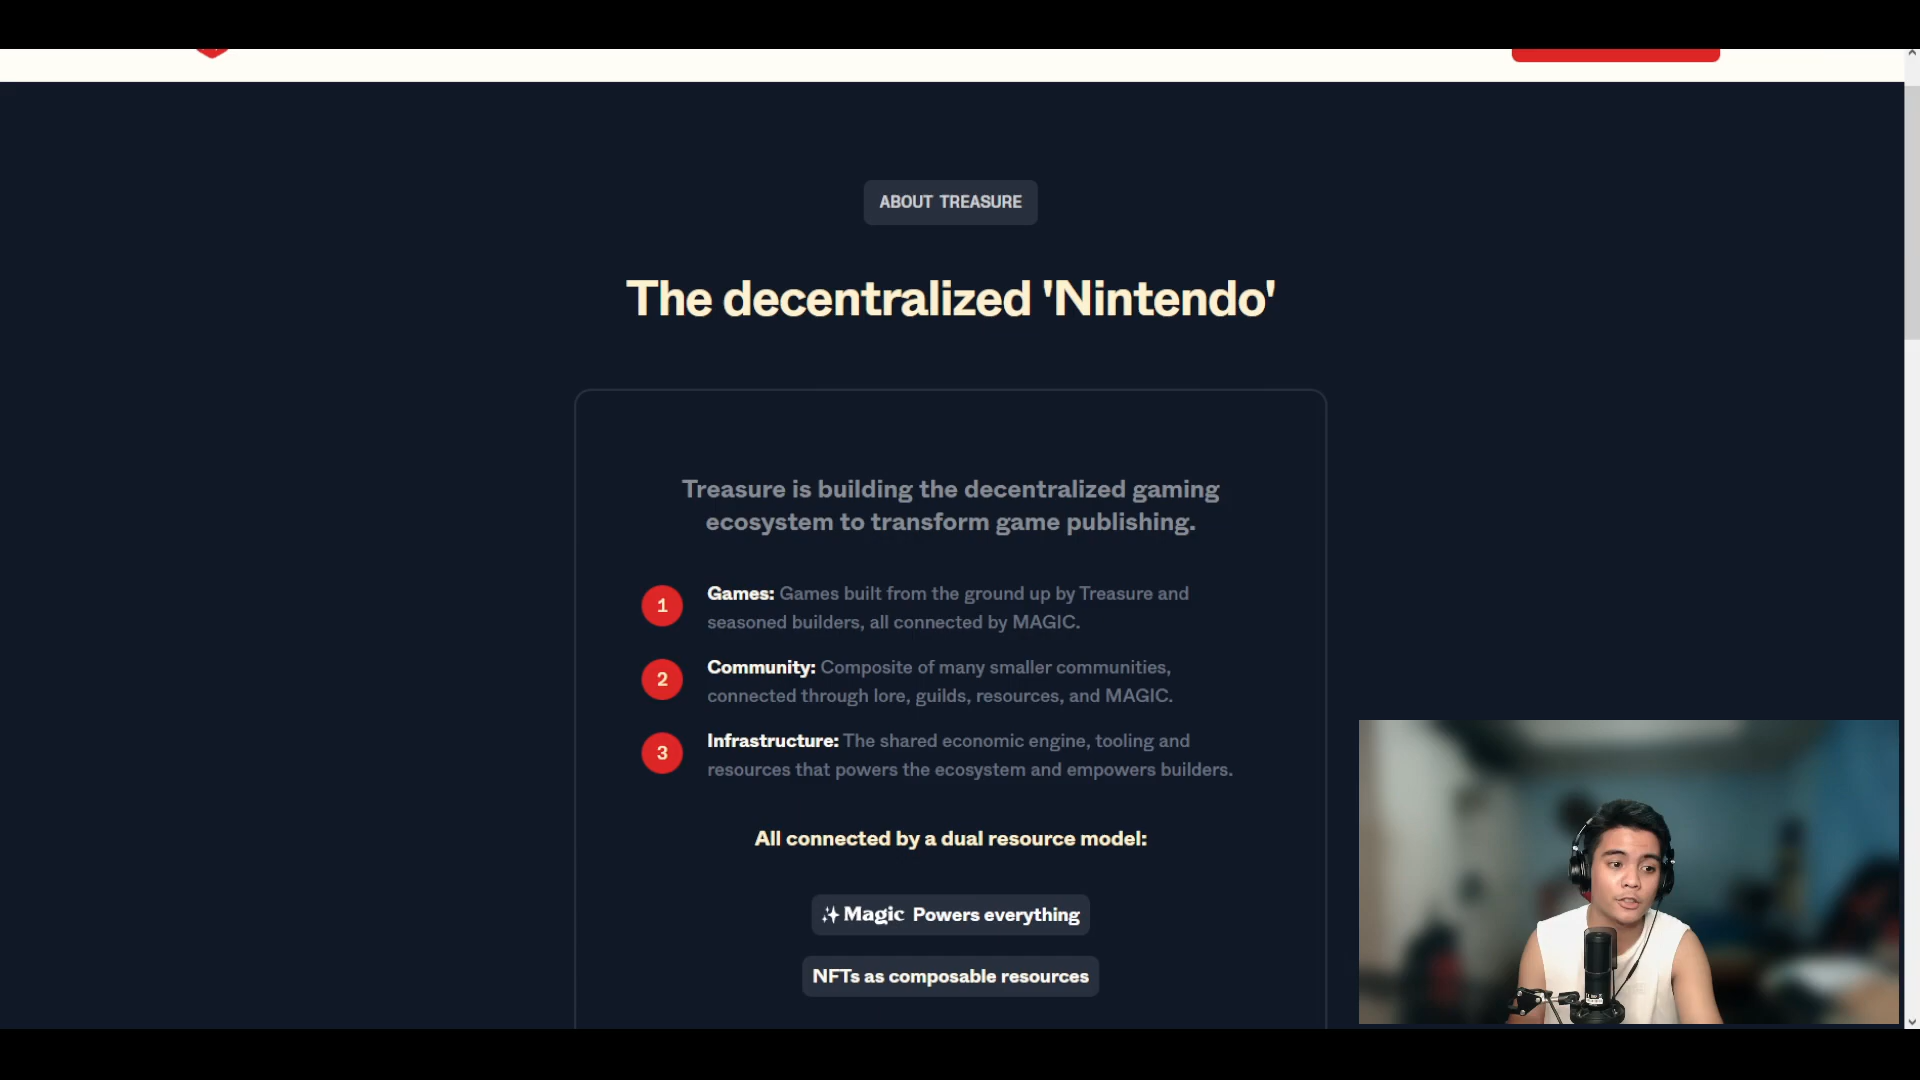 ABOUT TREASURE
The decentralized 'Nintendo'
Treasure is building the decentralized gaming
ecosystem to transform game publishing.
1 Games: Games built from the ground up by Treasure and
seasoned builders, all connected by MAGIC.
2 Community: Composite of many smaller communities,
connected through lore, guilds, resources, and MAGIC.
3 Infrastructure: The shared economic engine, tooling and
resources that powers the ecosystem and empowers builders.
All connected by a dual resource model:
Magic Powers everything
NFTs as composable resources